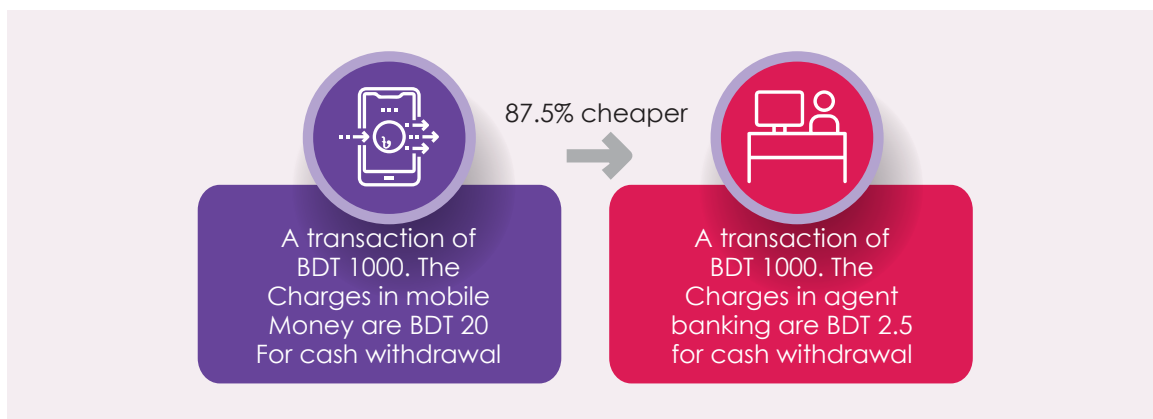 87.5% cheaper
৳
A transaction of
BDT 1000. The
Charges in mobile
Money are BDT 20
For cash withdrawal
A transaction of
BDT 1000. The
Charges in agent
banking are BDT 2.5
for cash withdrawal